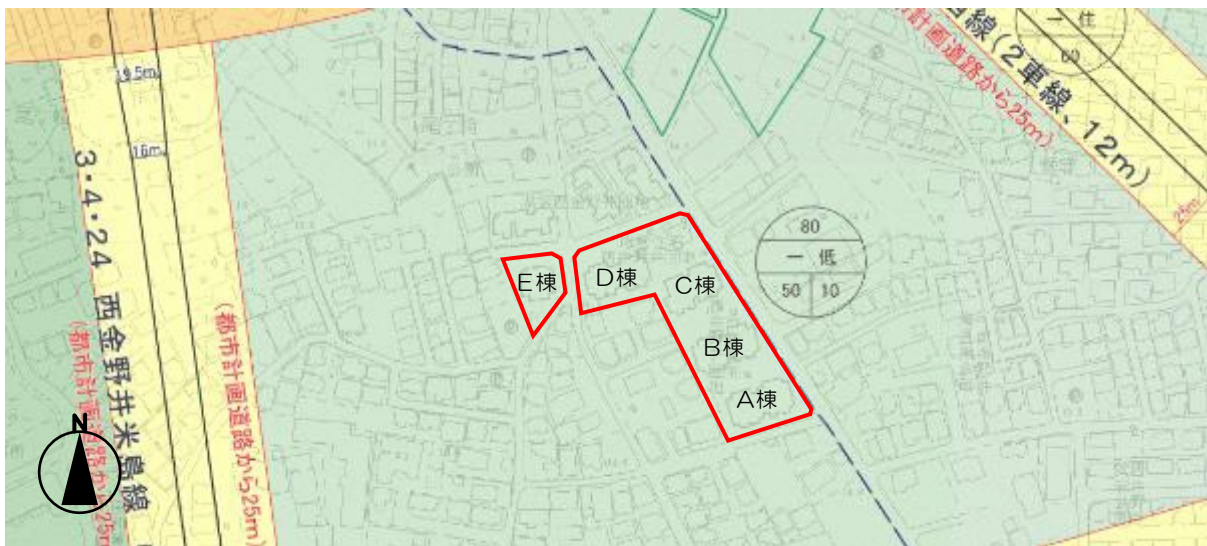 一住
60
西線(2車線、12m)
計画道路から25m)
25m
19.5m
16m
3・4・24 西金野井米島線
(都市計画道路から25m
(都市計画道路から25m)
80
一低
50 10
E棟
D棟
C棟
B棟
A棟
N